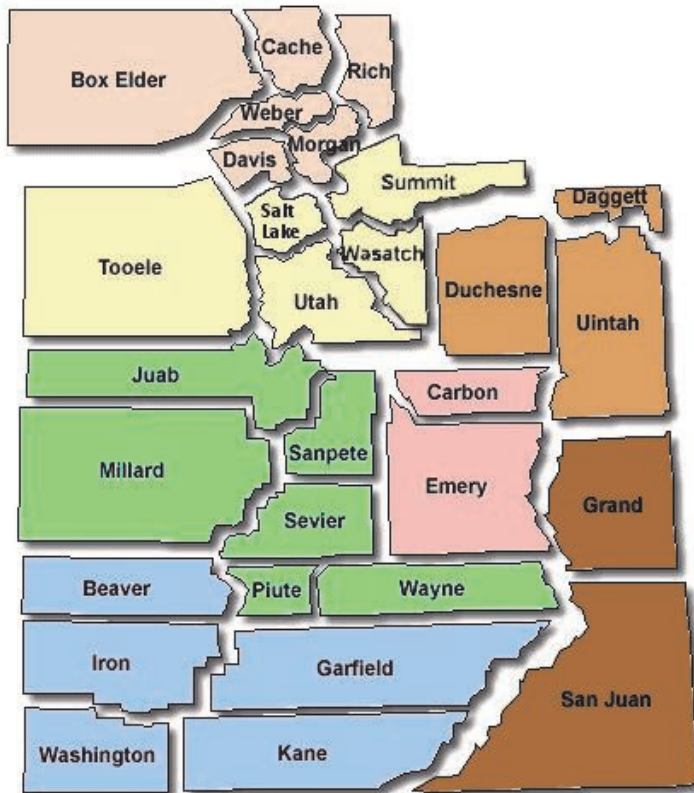 Cache
Box Elder
Rich
Weber
Morgan
Davis
Summit
Daggett
Salt
Lake
Wasatch
Tooele
Duchesne
Utah
Uintah
Juab
Carbon
Sanpete
Millard
Emery
Grand
Sevier
Beaver
Piute
Wayne
Iron
Garfield
San Juan
Washington
Kane